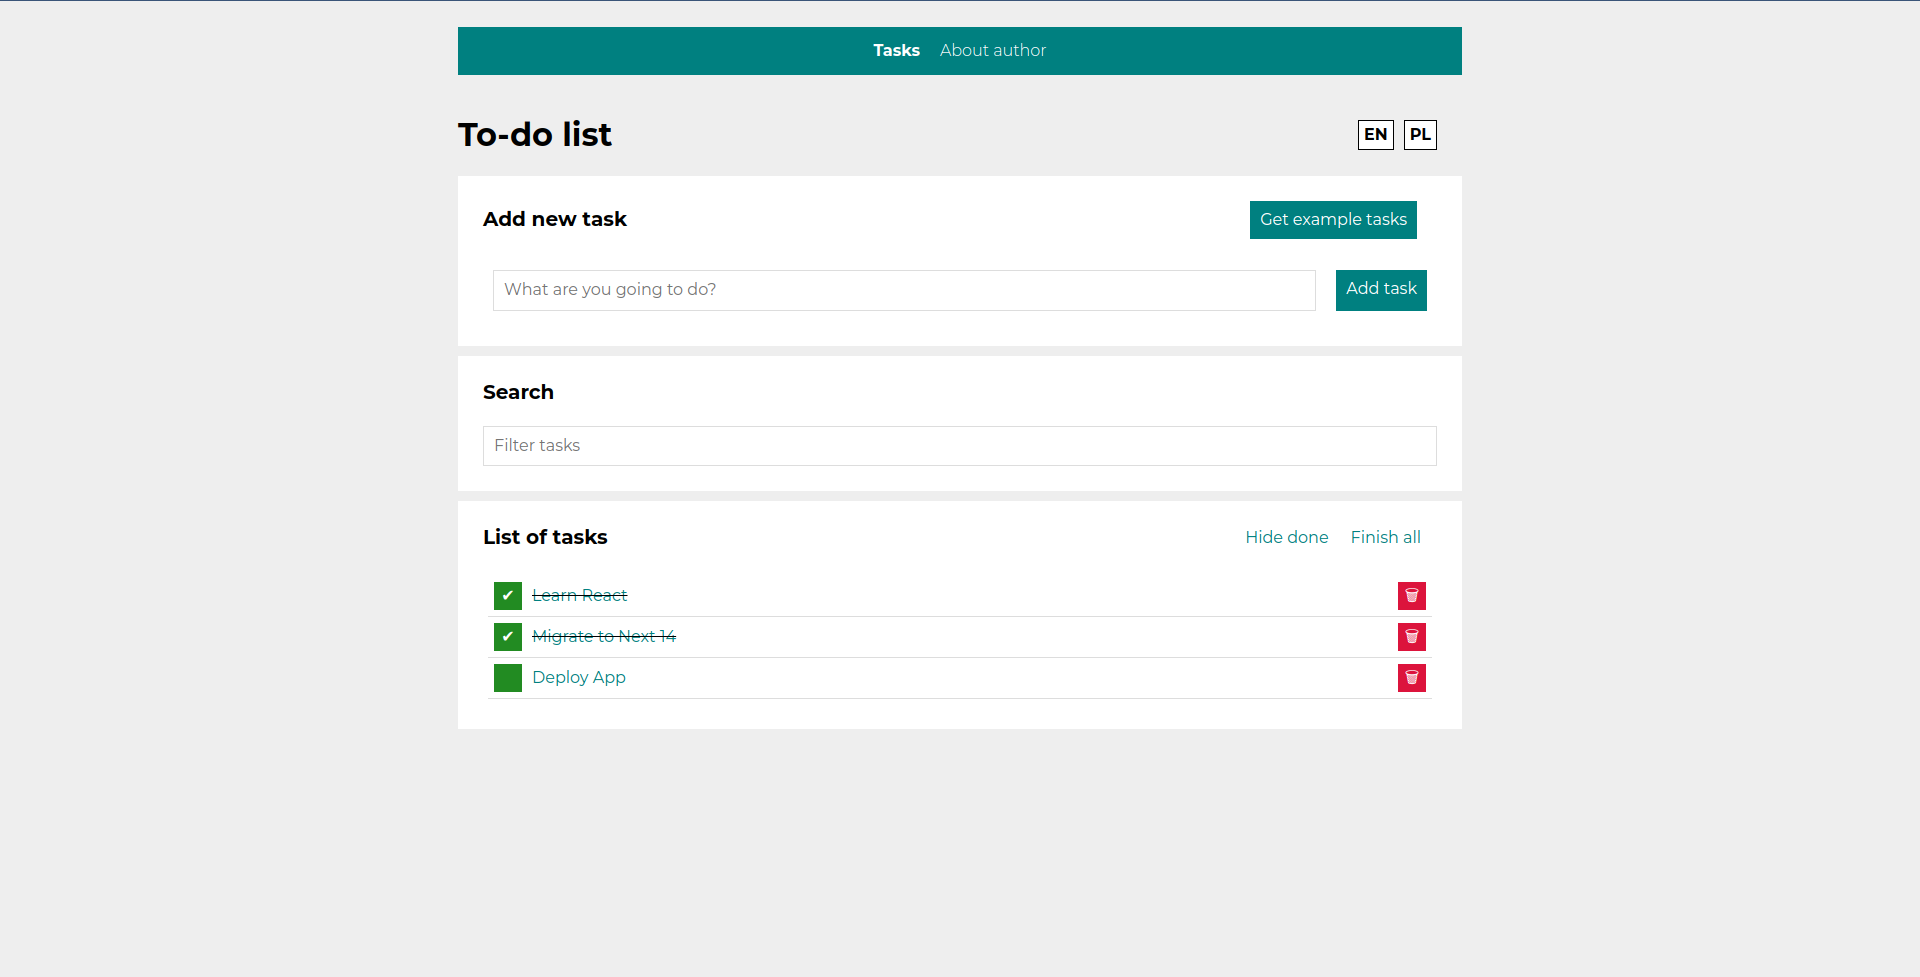 Tasks About author
To-do list
EN PL
Add new task
Get example tasks
What are you going to do?
Add task
Search
Filter tasks
List of tasks
Hide done Finish all
✔ Learn React
✔ Migrate to Next 14
Deploy App